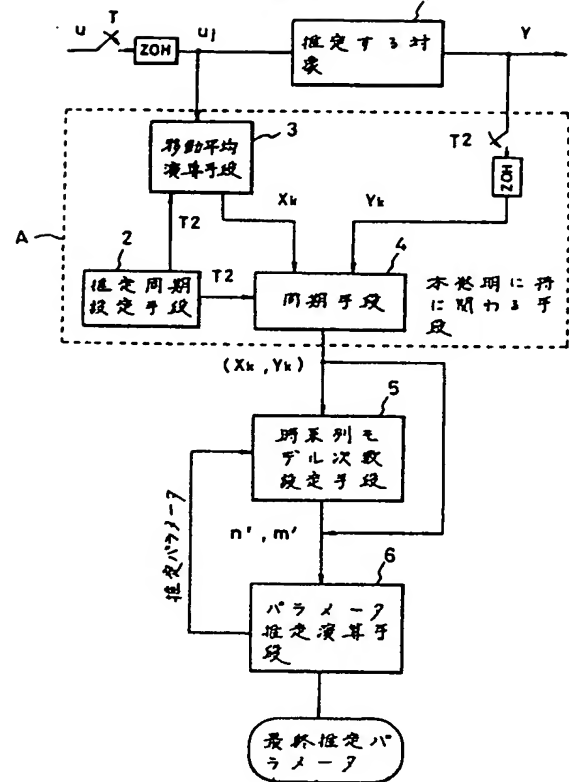 T
u
ZOH
u1
推定する対
象
Y
3
移動平均
演算手段
T2
ZOH
A
T2
Xk
Yk
2
推定周期
設定手段
T2
4
同期手段
本発明に特
に関わる手
段
(Xk, Yk)
5
時系列モ
デル次数
設定手段
推定パラメータ
n', m'
6
パラメータ
推定演算手
段
最終推定パ
ラメータ